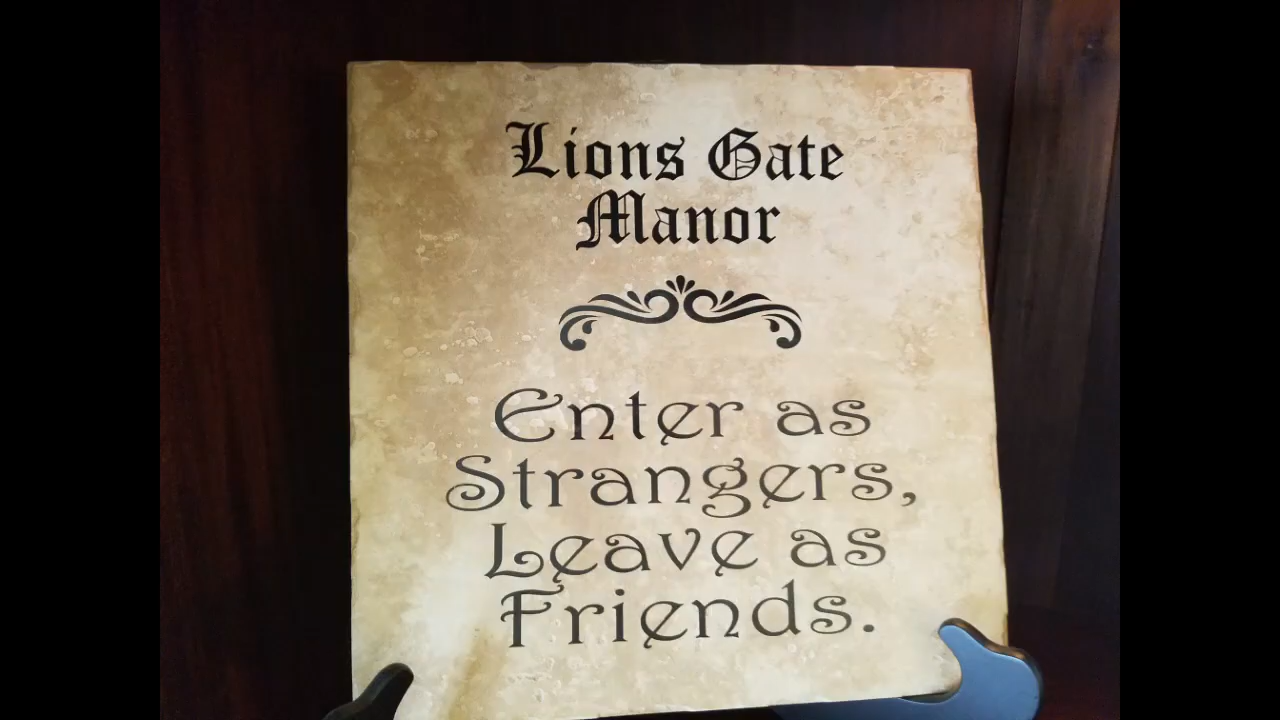 Lions Gate
Manor
Enter as
Strangers,
Leave as
Friends.